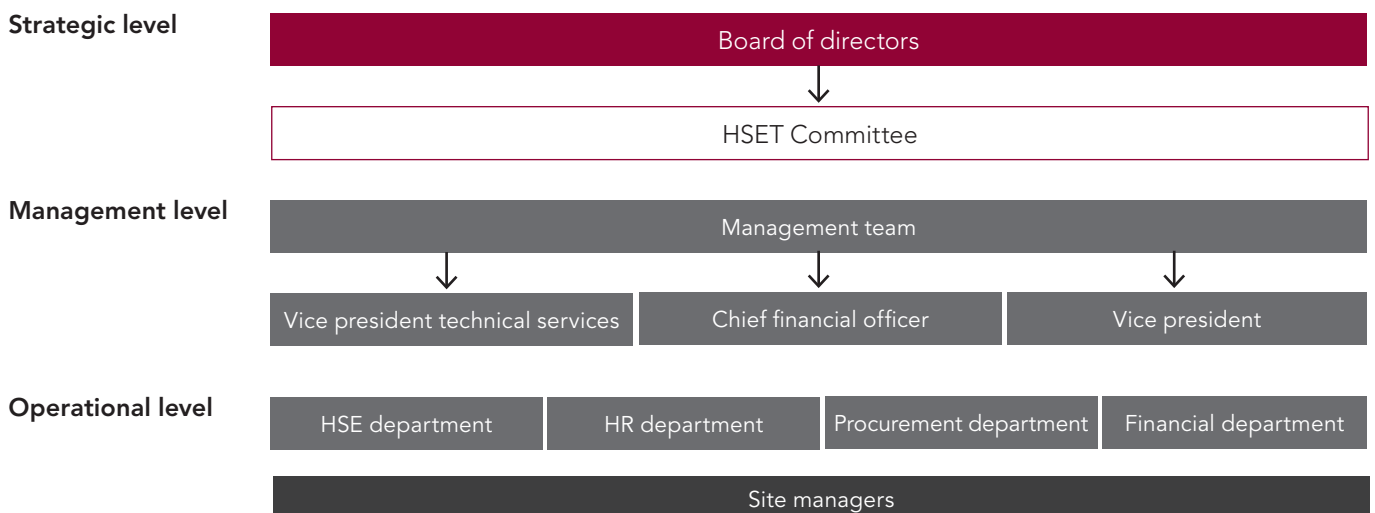 Strategic level
Board of directors
HSET Committee
Management level
Management team
Vice president technical services
Chief financial officer
Vice president
Operational level
HSE department
HR department
Procurement department
Financial department
Site managers